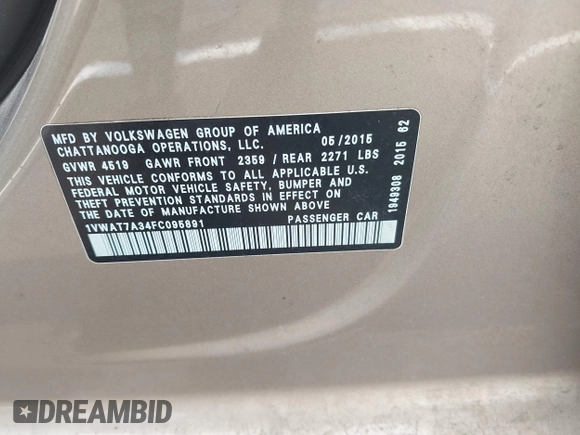 MFD BY VOLKSWAGEN GROUP OF AMERICA
CHATTANOOGA OPERATIONS, LLC. 05/2015
GVWR 4519 GAWR FRONT 2359 / REAR 2271 LBS
THIS VEHICLE CONFORMS TO ALL APPLICABLE U.S.
FEDERAL MOTOR VEHICLE SAFETY, BUMPER AND
THEFT PREVENTION STANDARDS IN EFFECT ON
THE DATE OF MANUFACTURE SHOWN ABOVE
1VWAT7A34FC095891 PASSENGER CAR
1949308 2015 62
DREAMBID